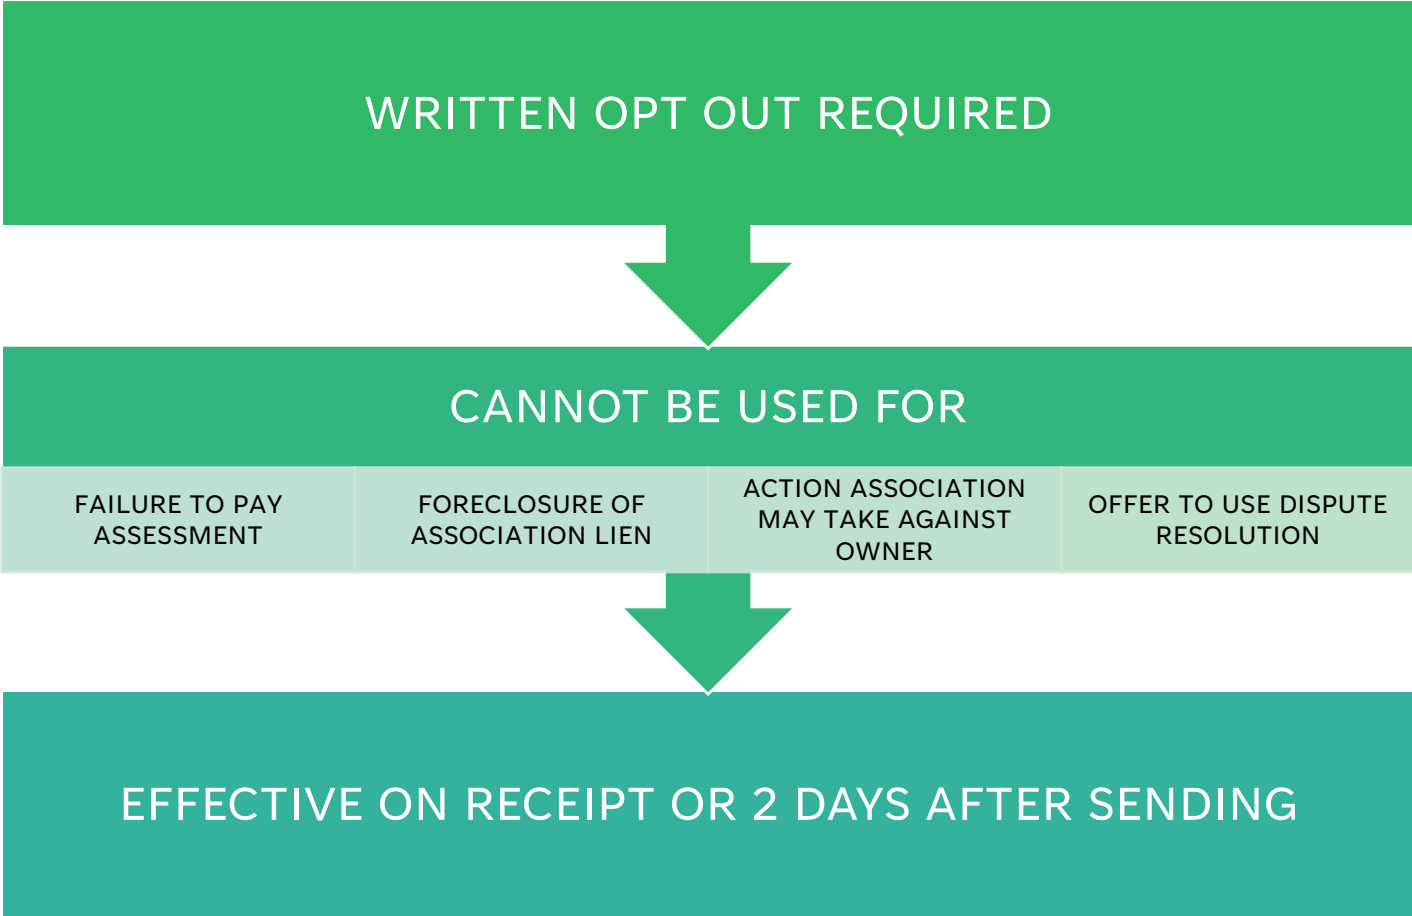 WRITTEN OPT OUT REQUIRED
CANNOT BE USED FOR
FAILURE TO PAY
ASSESSMENT
FORECLOSURE OF
ASSOCIATION LIEN
ACTION ASSOCIATION
MAY TAKE AGAINST
OWNER
OFFER TO USE DISPUTE
RESOLUTION
EFFECTIVE ON RECEIPT OR 2 DAYS AFTER SENDING